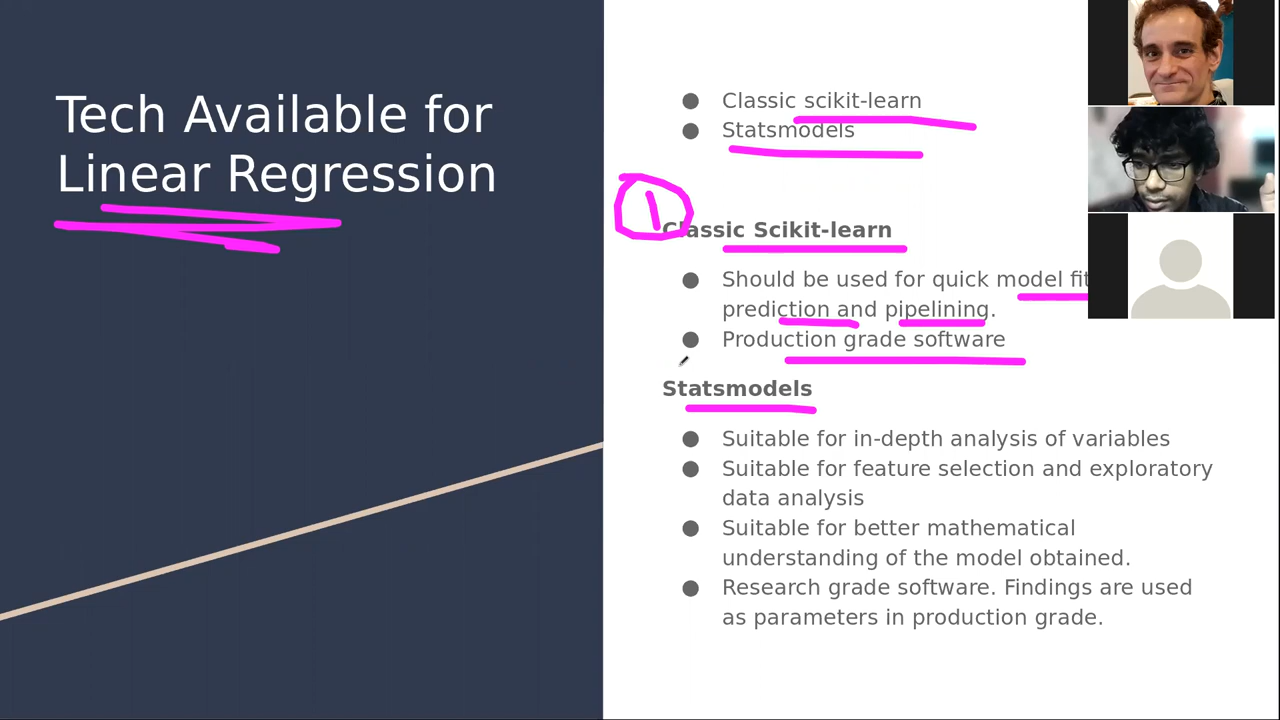 Tech Available for
Linear Regression
● Classic scikit-learn
● Statsmodels
1
Classic Scikit-learn
● Should be used for quick model fit
prediction and pipelining.
● Production grade software
Statsmodels
● Suitable for in-depth analysis of variables
● Suitable for feature selection and exploratory
data analysis
● Suitable for better mathematical
understanding of the model obtained.
● Research grade software. Findings are used
as parameters in production grade.